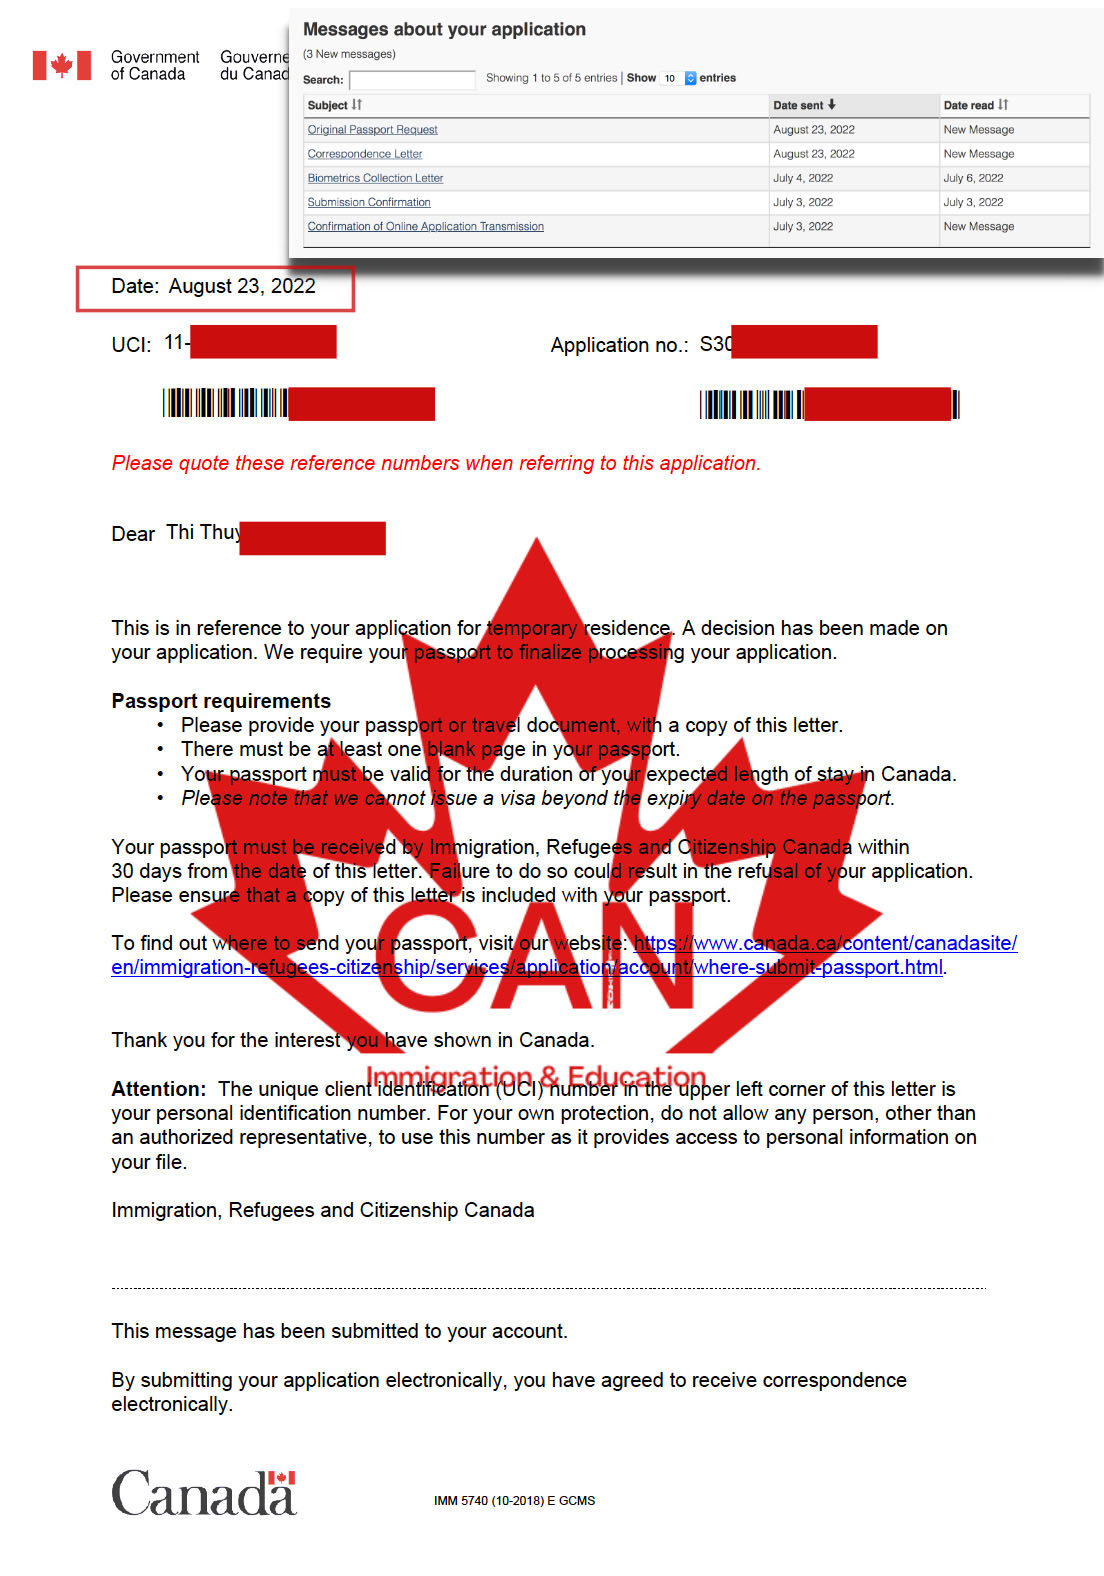 Government
of Canada
Gouverne
du Canad
Messages about your application
(3 New messages)
Search:
Showing 1 to 5 of 5 entries | Show 10 entries
Subject Date sent Date read
Original Passport Request August 23, 2022 New Message
Correspondence Letter August 23, 2022 New Message
Biometrics Collection Letter July 4, 2022 July 6, 2022
Submission Confirmation July 3, 2022 July 3, 2022
Confirmation of Online Application Transmission July 3, 2022 New Message
Date: August 23, 2022
UCI: 11- Application no.: S30
Please quote these reference numbers when referring to this application.
Dear Thi Thuy
This is in reference to your application for temporary residence. A decision has been made on
your application. We require your passport to finalize processing your application.
Passport requirements
• Please provide your passport or travel document, with a copy of this letter.
• There must be at least one blank page in your passport.
• Your passport must be valid for the duration of your expected length of stay in Canada.
• Please note that we cannot issue a visa beyond the expiry date on the passport.
Your passport must be received by Immigration, Refugees and Citizenship Canada within
30 days from the date of this letter. Failure to do so could result in the refusal of your application.
Please ensure that a copy of this letter is included with your passport.
To find out where to send your passport, visit our website: https://www.canada.ca/content/canadasite/
en/immigration-refugees-citizenship/services/application/account/where-submit-passport.html.
CAN
Thank you for the interest you have shown in Canada.
Immigration & Education
Attention: The unique client identification (UCI) number in the upper left corner of this letter is
your personal identification number. For your own protection, do not allow any person, other than
an authorized representative, to use this number as it provides access to personal information on
your file.
Immigration, Refugees and Citizenship Canada
This message has been submitted to your account.
By submitting your application electronically, you have agreed to receive correspondence
electronically.
Canada
IMM 5740 (10-2018) E GCMS